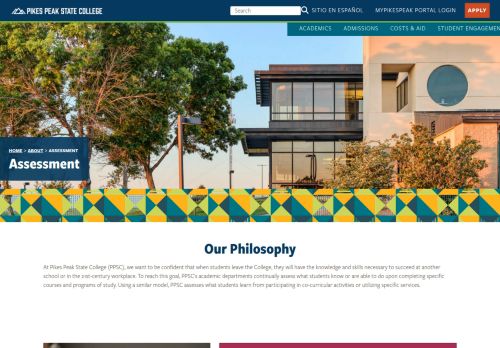 PIKES PEAK STATE COLLEGE
Search
SITIO EN ESPAÑOL
MYPIKESPEAK PORTAL LOGIN
APPLY
ACADEMICS
ADMISSIONS
COSTS & AID
STUDENT ENGAGEMEN
HOME > ABOUT > ASSESSMENT
Assessment
Our Philosophy
At Pikes Peak State College (PPSC), we want to be confident that when students leave the College, they will have the knowledge and skills necessary to succeed at another
school or in the 21st-century workplace. To reach this goal, PPSC's academic departments continually assess what students know or are able to do upon completing specific
courses and programs of study. Using a similar model, PPSC assesses what students learn from participating in co-curricular activities or utilizing specific services.